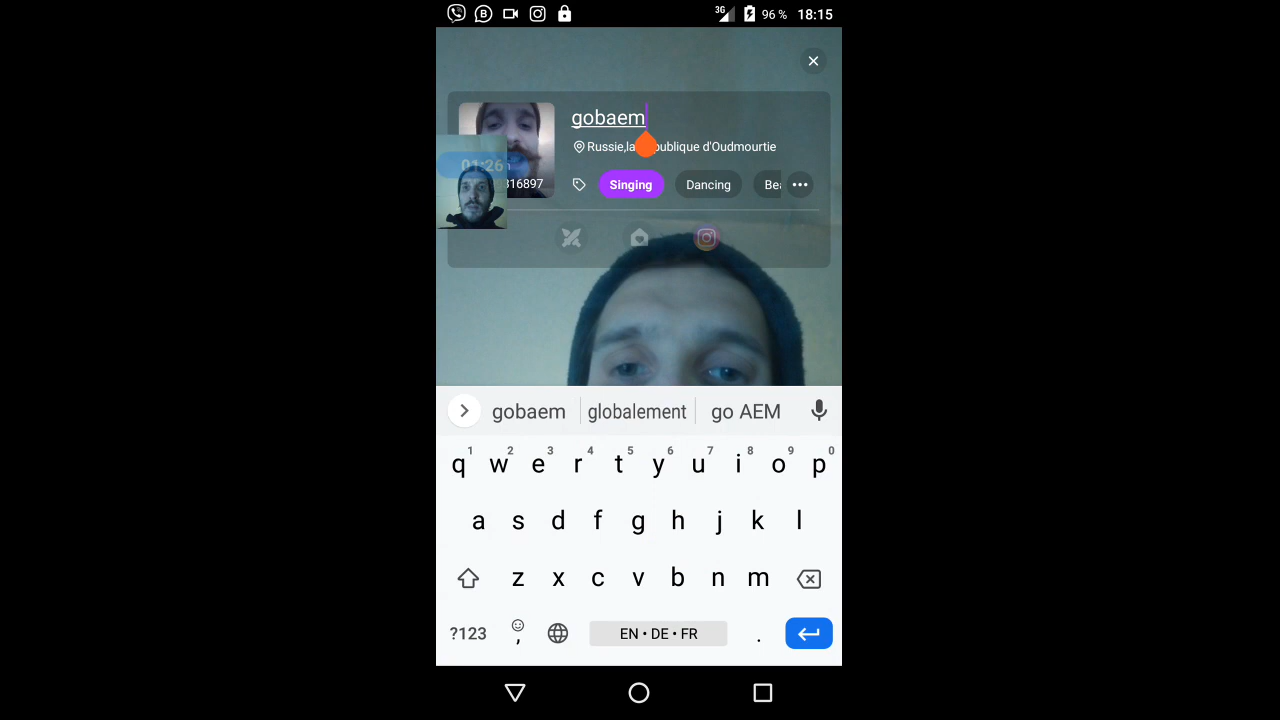 3G 96 % 18:15
gobaem
Russie,la publique d'Oudmourtie
01:26
316897
Singing Dancing
gobaem globalement go AEM
1 2 3 4 5 6 7 8 9 0
q w e r t y u i o p
a s d f g h j k l
z x c v b n m
?123 , EN • DE • FR .